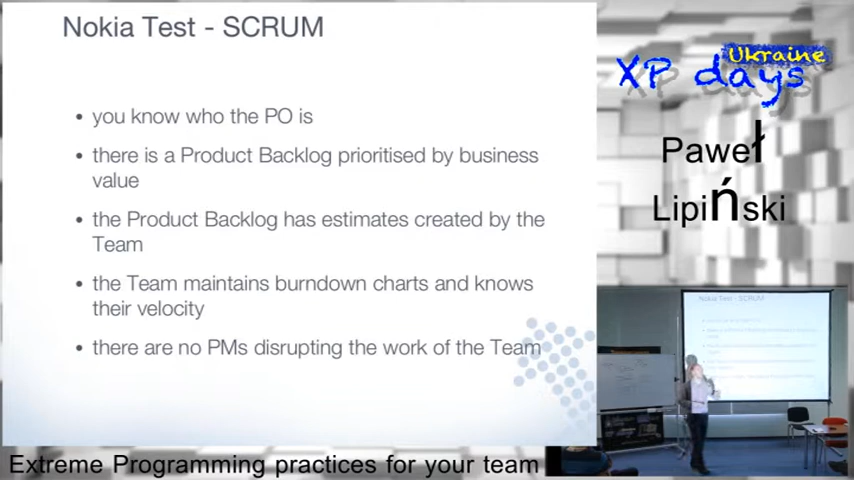 Nokia Test - SCRUM
• you know who the PO is
• there is a Product Backlog prioritised by business
value
• the Product Backlog has estimates created by the
Team
• the Team maintains burndown charts and knows
their velocity
• there are no PMs disrupting the work of the Team
Ukraine
XP days
Paweł
Lipiński
Nokia Test - SCRUM
Extreme Programming practices for your team